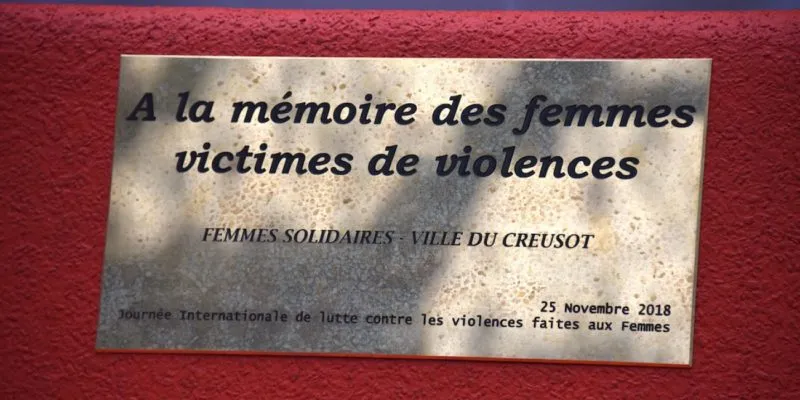 A la mémoire des femmes
victimes de violences
FEMMES SOLIDAIRES - VILLE DU CREUSOT
25 Novembre 2018
Journée Internationale de lutte contre les violences faites aux Femmes